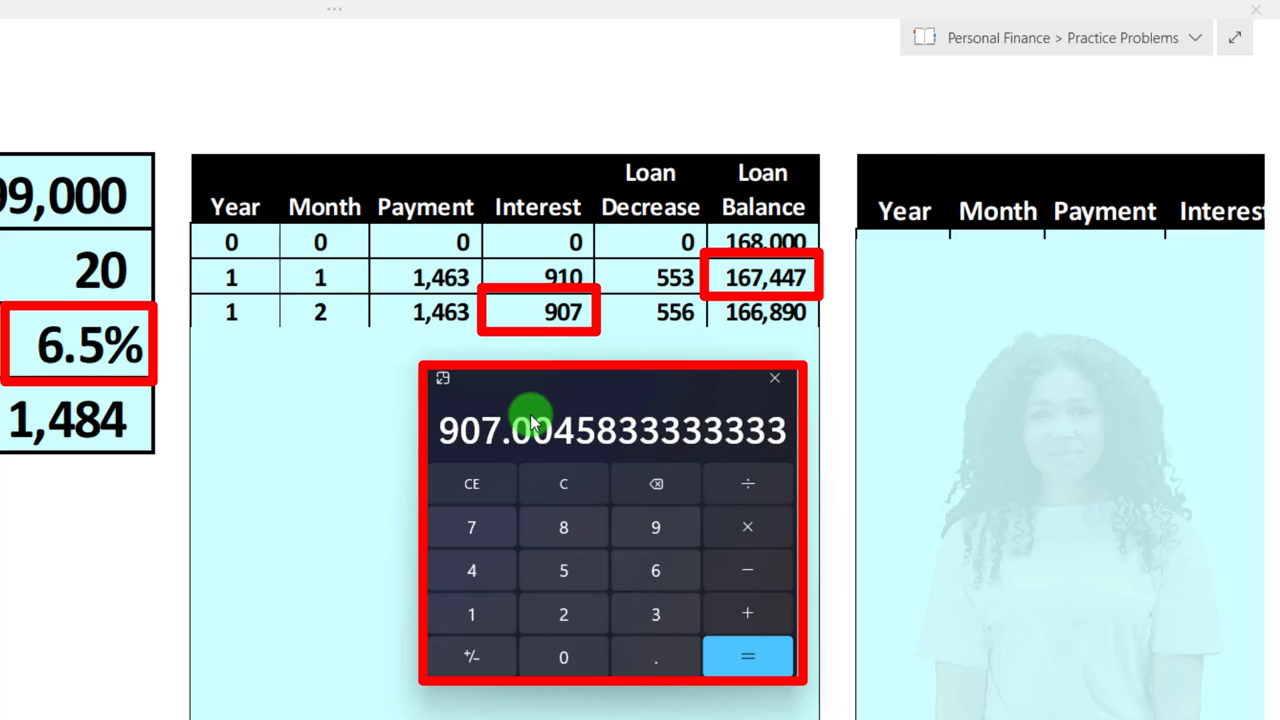 Personal Finance > Practice Problems
99,000
20
6.5%
1,484
Year Month Payment Interest Loan Decrease Loan Balance
0 0 0 0 0 168,000
1 1 1,463 910 553 167,447
1 2 1,463 907 556 166,890
Year Month Payment Interest
907.0045833333333
CE C ÷
7 8 9 ×
4 5 6 −
1 2 3 +
+/− 0 . =